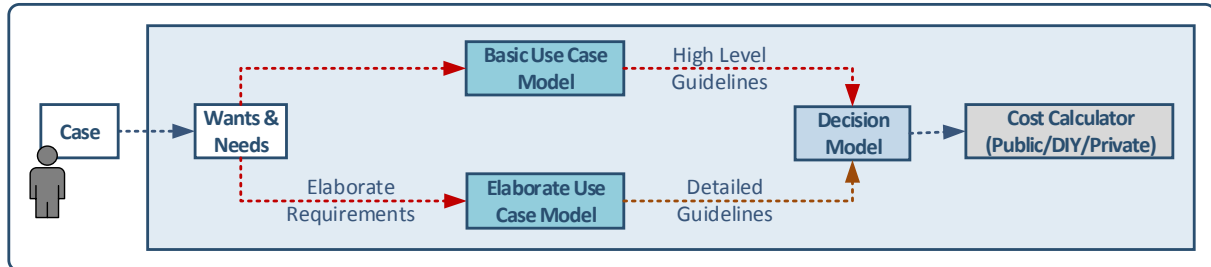 Case
Wants &
Needs
Basic Use Case
Model
High Level
Guidelines
Elaborate
Requirements
Elaborate Use
Case Model
Detailed
Guidelines
Decision
Model
Cost Calculator
(Public/DIY/Private)